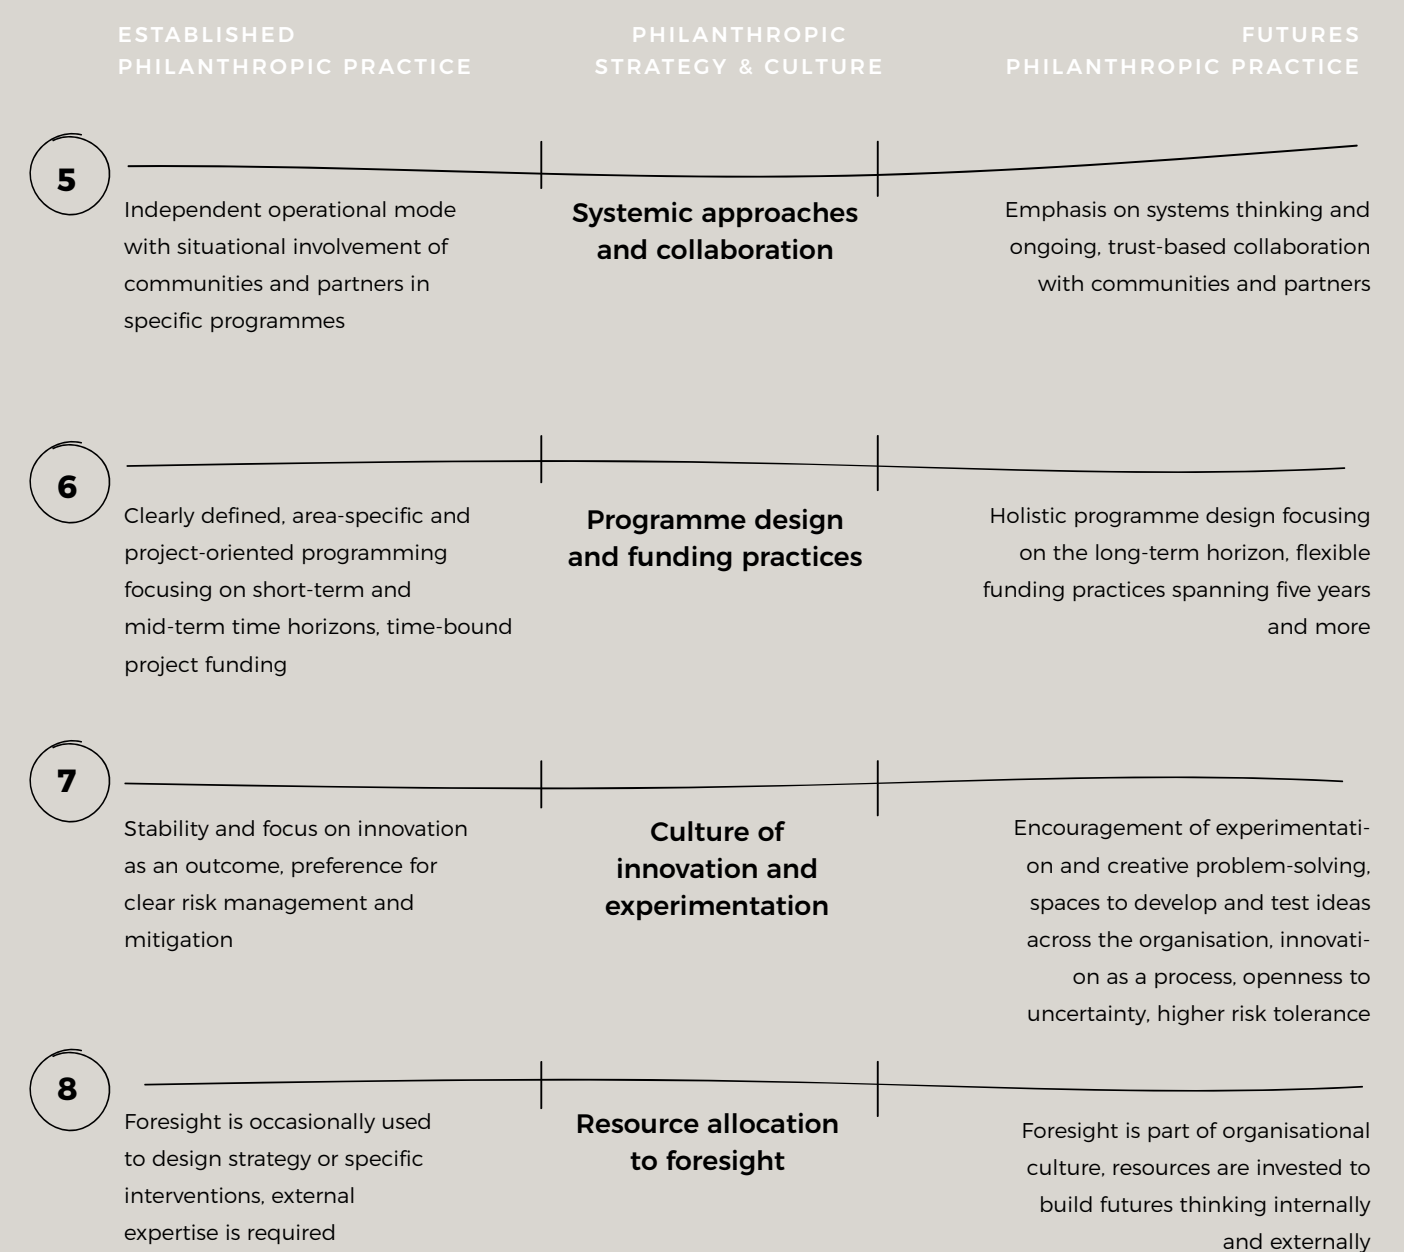 ESTABLISHED
PHILANTHROPIC PRACTICE
PHILANTHROPIC
STRATEGY & CULTURE
FUTURES
PHILANTHROPIC PRACTICE
5
Independent operational mode
with situational involvement of
communities and partners in
specific programmes
Systemic approaches
and collaboration
Emphasis on systems thinking and
ongoing, trust-based collaboration
with communities and partners
6
Clearly defined, area-specific and
project-oriented programming
focusing on short-term and
mid-term time horizons, time-bound
project funding
Programme design
and funding practices
Holistic programme design focusing
on the long-term horizon, flexible
funding practices spanning five years
and more
7
Stability and focus on innovation
as an outcome, preference for
clear risk management and
mitigation
Culture of
innovation and
experimentation
Encouragement of experimentati-
on and creative problem-solving,
spaces to develop and test ideas
across the organisation, innovati-
on as a process, openness to
uncertainty, higher risk tolerance
8
Foresight is occasionally used
to design strategy or specific
interventions, external
expertise is required
Resource allocation
to foresight
Foresight is part of organisational
culture, resources are invested to
build futures thinking internally
and externally